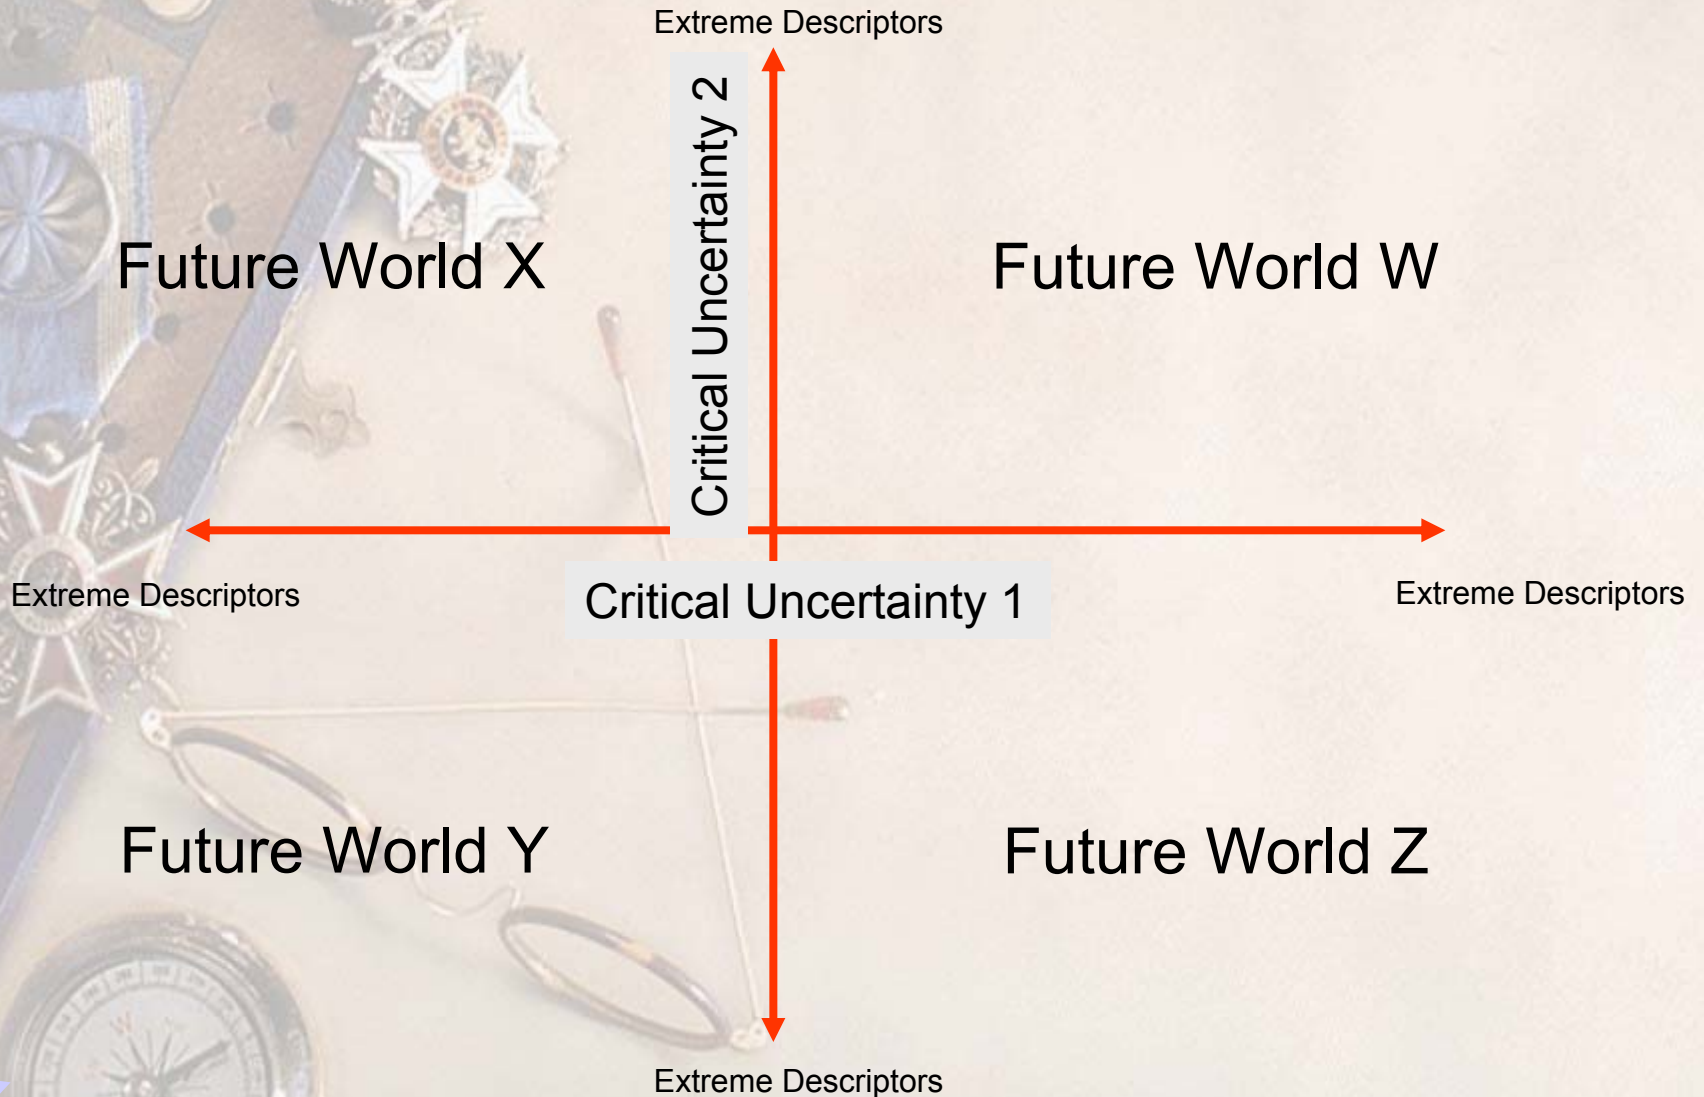 Extreme Descriptors
Critical Uncertainty 2
Future World X
Future World W
Extreme Descriptors
Critical Uncertainty 1
Extreme Descriptors
Future World Y
Future World Z
Extreme Descriptors